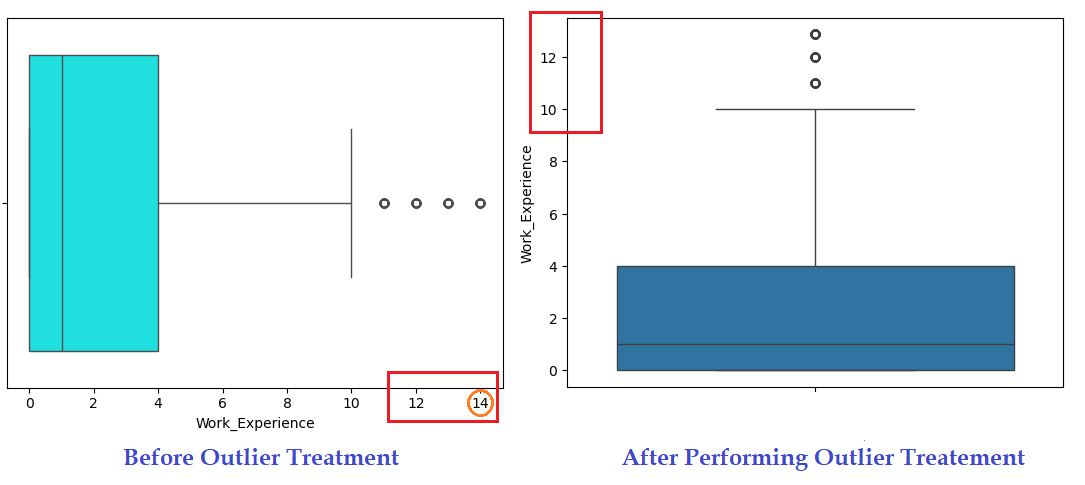 0 2 4 6 8 10 12 14
Work_Experience
Before Outlier Treatment
12
10
8
6
4
2
0
Work_Experience
After Performing Outlier Treatement